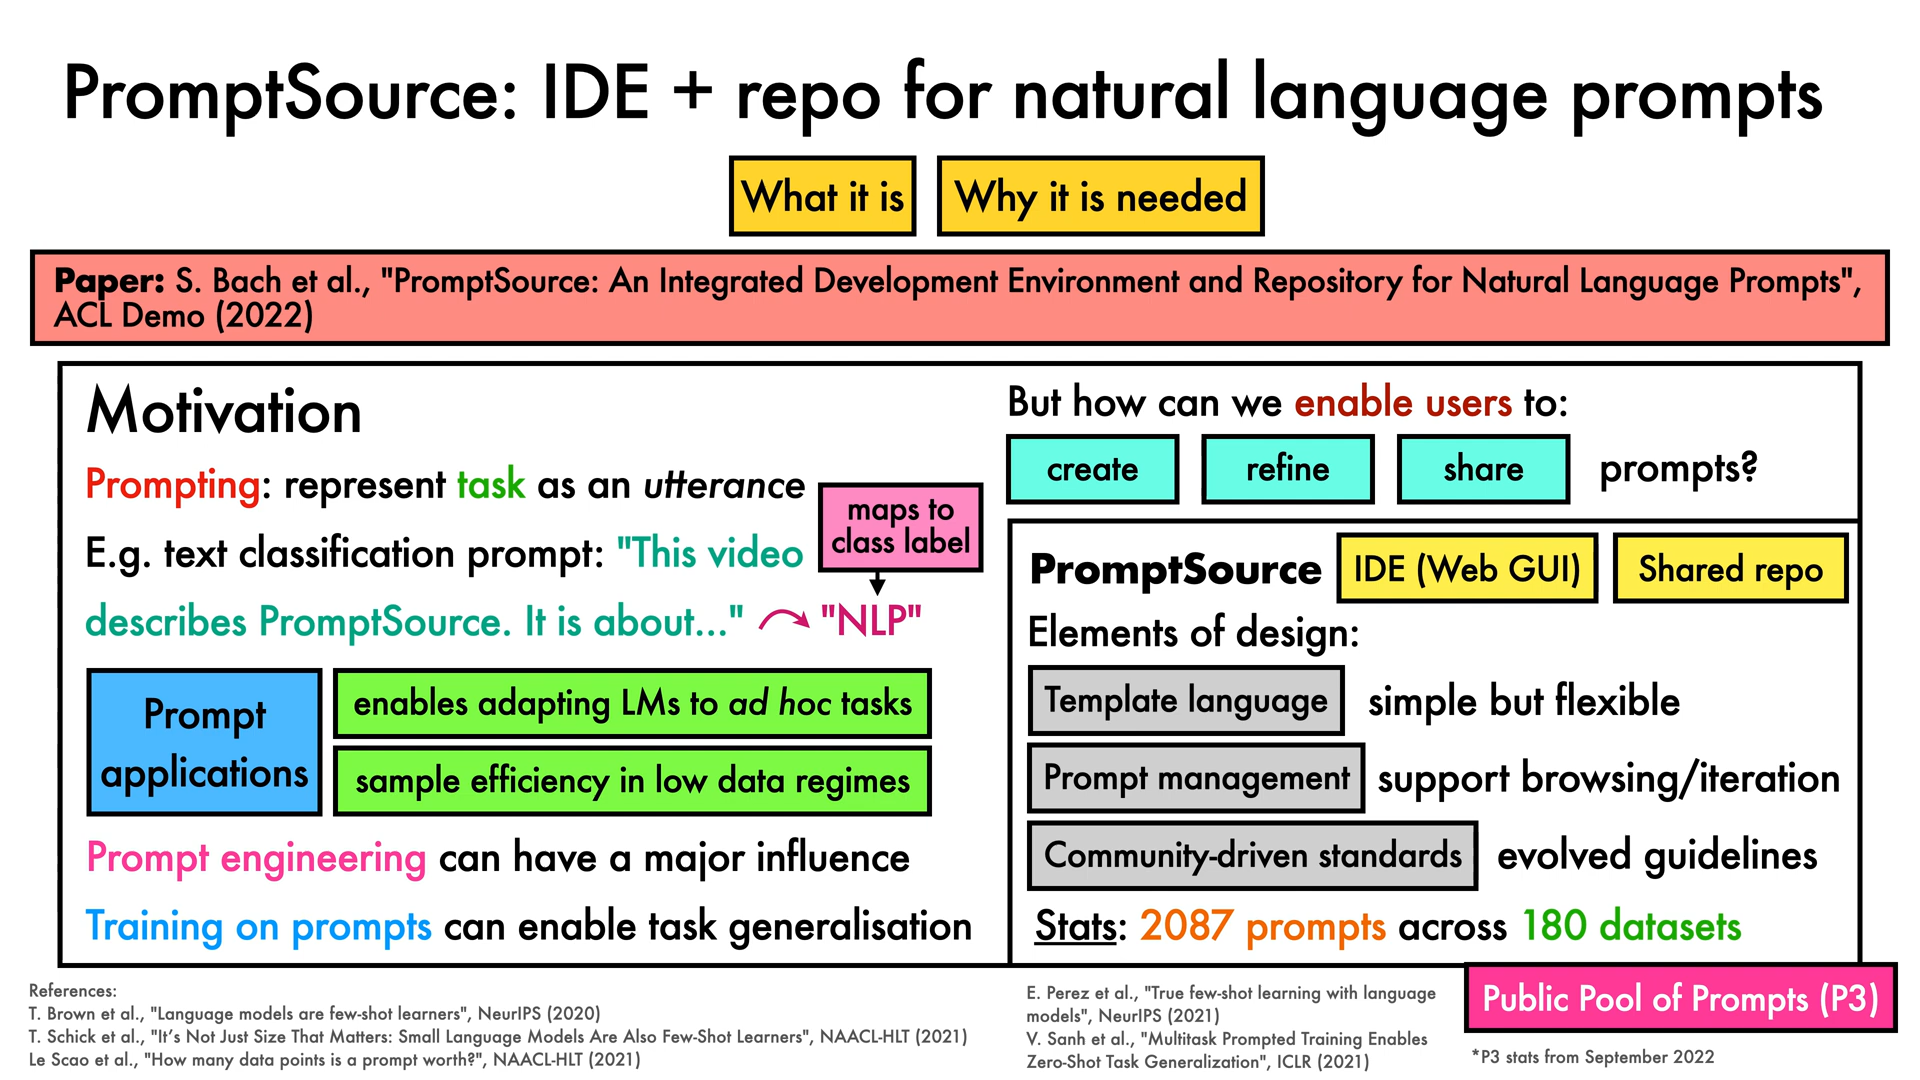 PromptSource: IDE + repo for natural language prompts
What it is
Why it is needed
Paper: S. Bach et al., "PromptSource: An Integrated Development Environment and Repository for Natural Language Prompts",
ACL Demo (2022)
Motivation
Prompting: represent task as an utterance
E.g. text classification prompt: "This video
describes PromptSource. It is about..." "NLP"
maps to
class label
Prompt
applications
enables adapting LMs to ad hoc tasks
sample efficiency in low data regimes
Prompt engineering can have a major influence
Training on prompts can enable task generalisation
But how can we enable users to:
create refine share prompts?
PromptSource IDE (Web GUI) Shared repo
Elements of design:
Template language simple but flexible
Prompt management support browsing/iteration
Community-driven standards evolved guidelines
Stats: 2087 prompts across 180 datasets
Public Pool of Prompts (P3)
*P3 stats from September 2022
References:
T. Brown et al., "Language models are few-shot learners", NeurIPS (2020)
T. Schick et al., "It's Not Just Size That Matters: Small Language Models Are Also Few-Shot Learners", NAACL-HLT (2021)
Le Scao et al., "How many data points is a prompt worth?", NAACL-HLT (2021)
E. Perez et al., "True few-shot learning with language
models", NeurIPS (2021)
V. Sanh et al., "Multitask Prompted Training Enables
Zero-Shot Task Generalization", ICLR (2021)